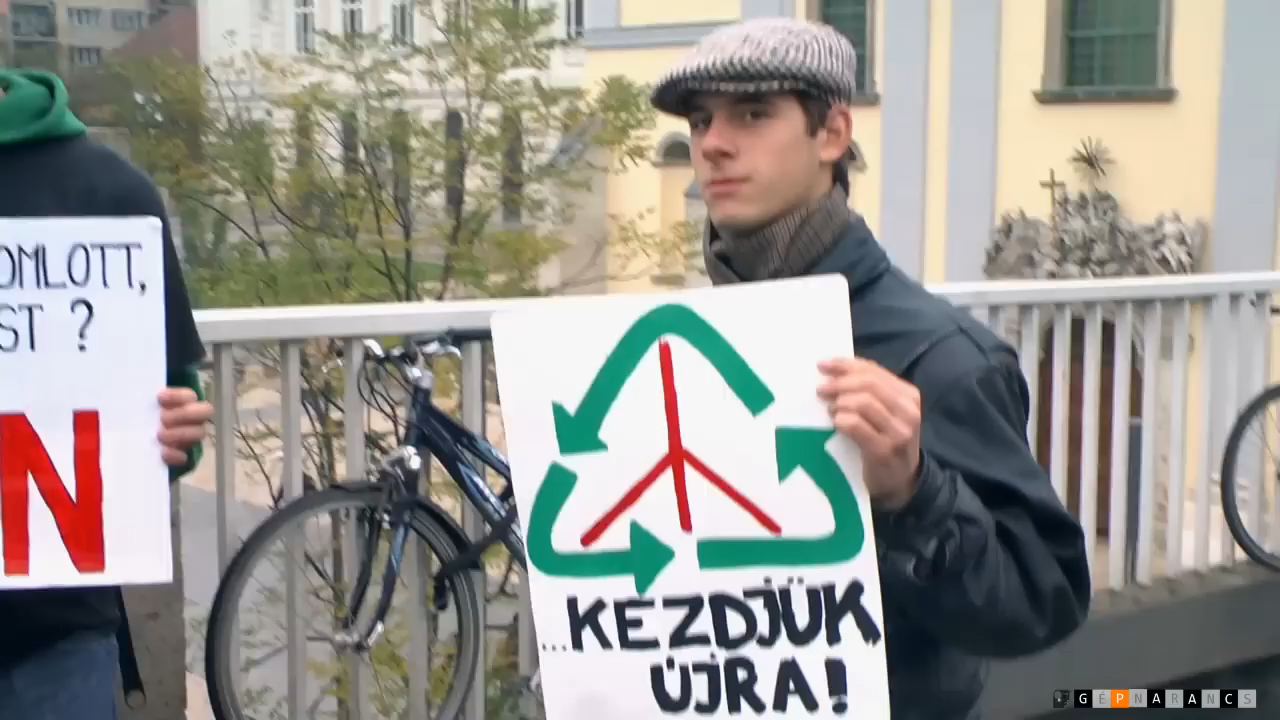 OMLOTT,
ST ?
N
...KEZDJÜK
ÚJRA!
GÉPNARANCS